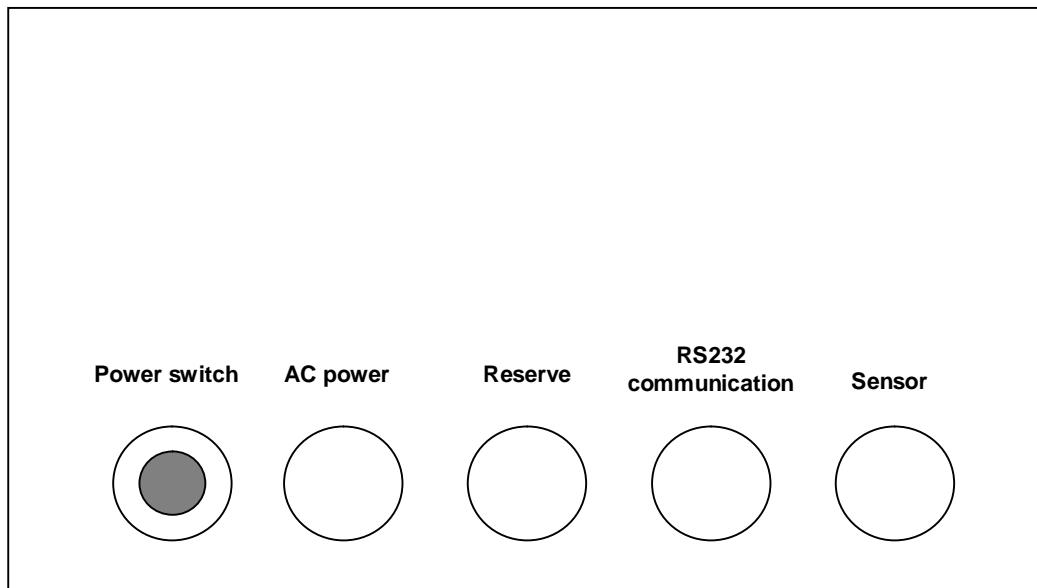 Power switch
AC power
Reserve
RS232
communication
Sensor